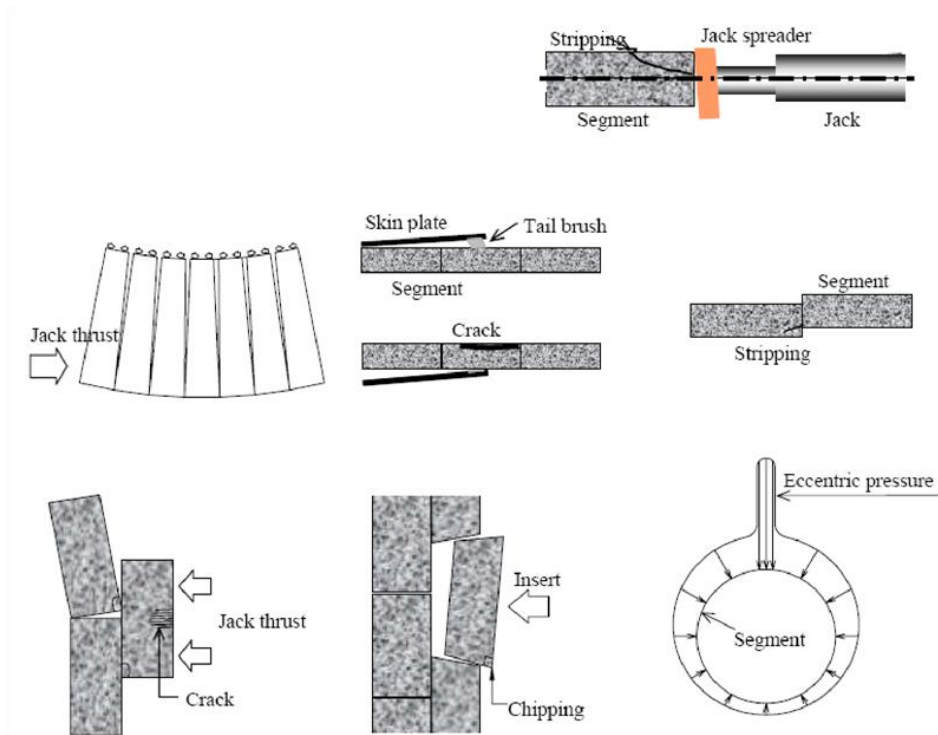 Stripping
Jack spreader
Segment
Jack
Skin plate
Tail brush
Segment
Segment
Jack thrust
Crack
Stripping
Eccentric pressure
Insert
Jack thrust
Segment
Crack
Chipping